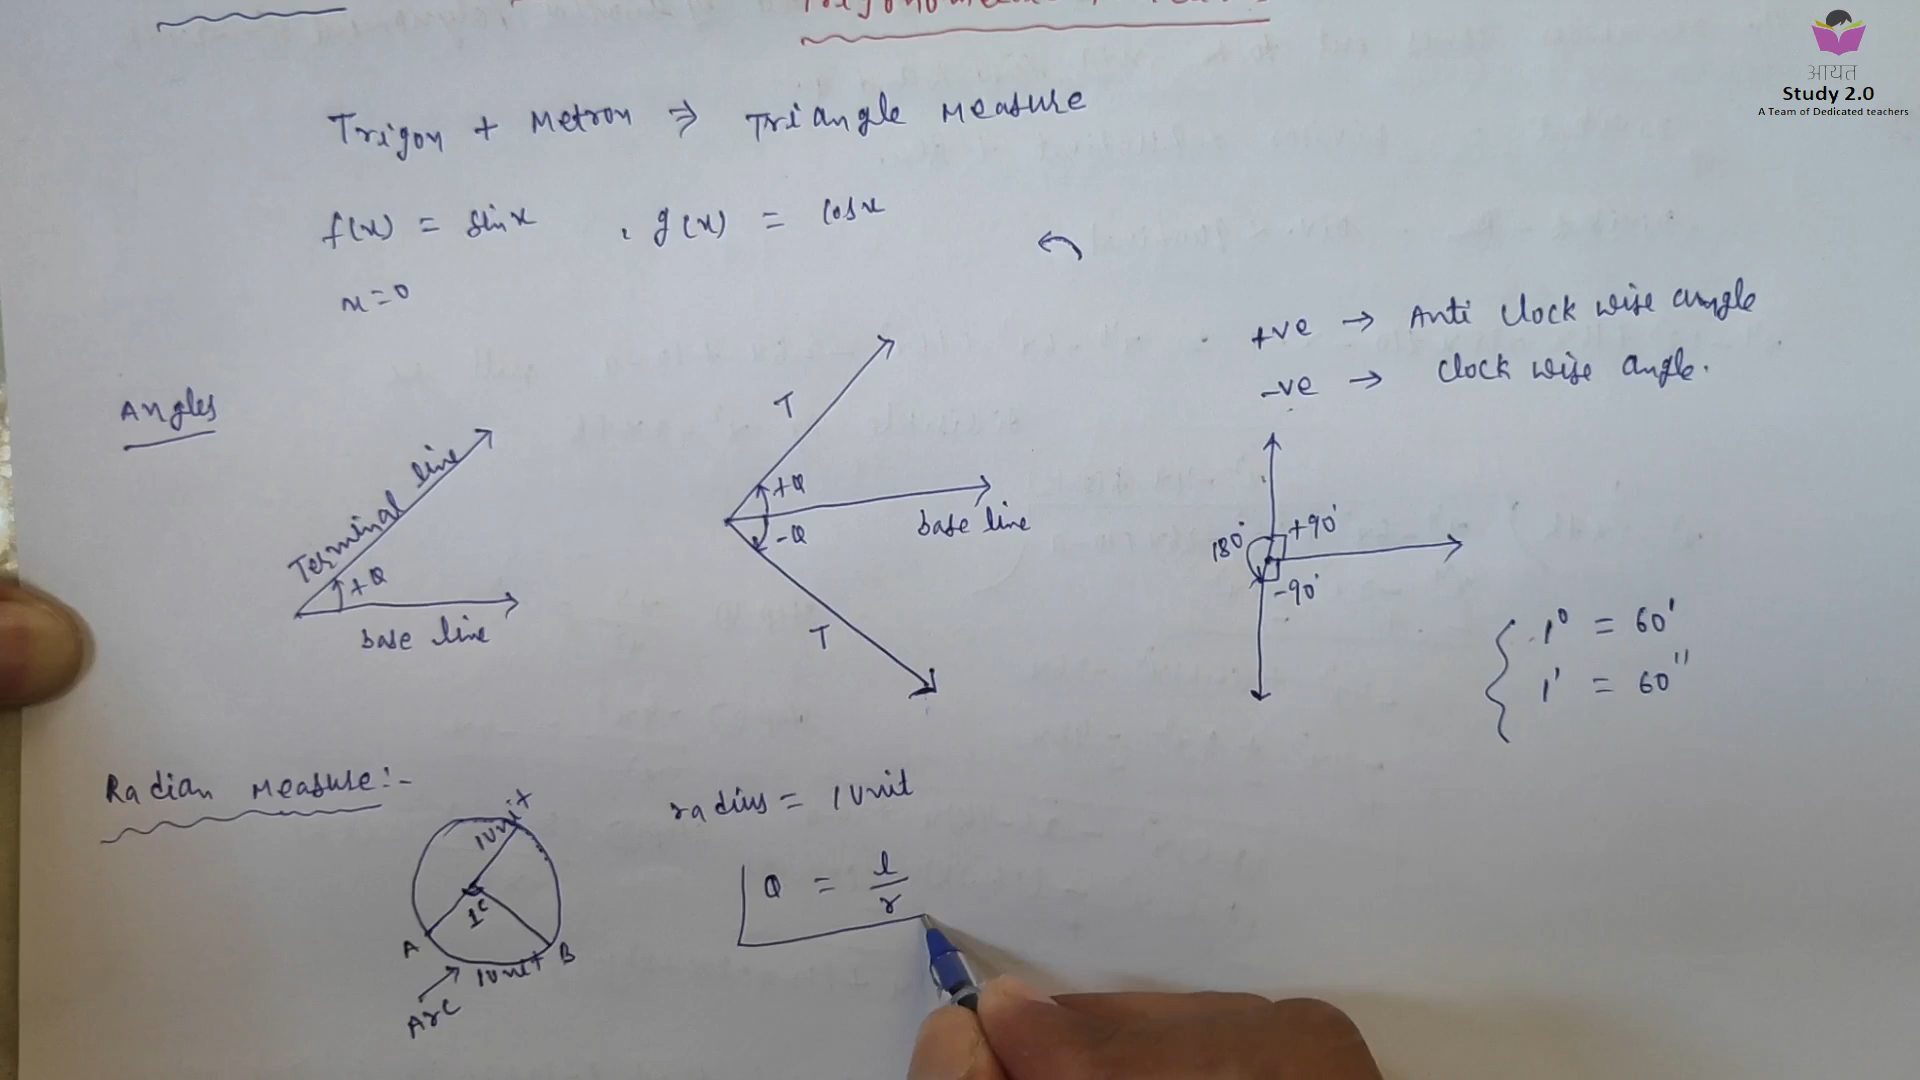 Trigon + Metron ⇒ Triangle Measure
f(x) = sinx , g(x) = cosx
x=0
+ve → Anti clock wise angle
-ve → clock wise angle.
Angles
Terminal line
+Q
base line
T
+Q
-Q
base line
T
180°
+90°
-90°
1° = 60'
1' = 60"
Radian Measure:-
1 Unit
1ᶜ
A
B
1 Unit
Arc
radius = 1 Unit
Q = l/r
आयत
Study 2.0
A Team of Dedicated teachers